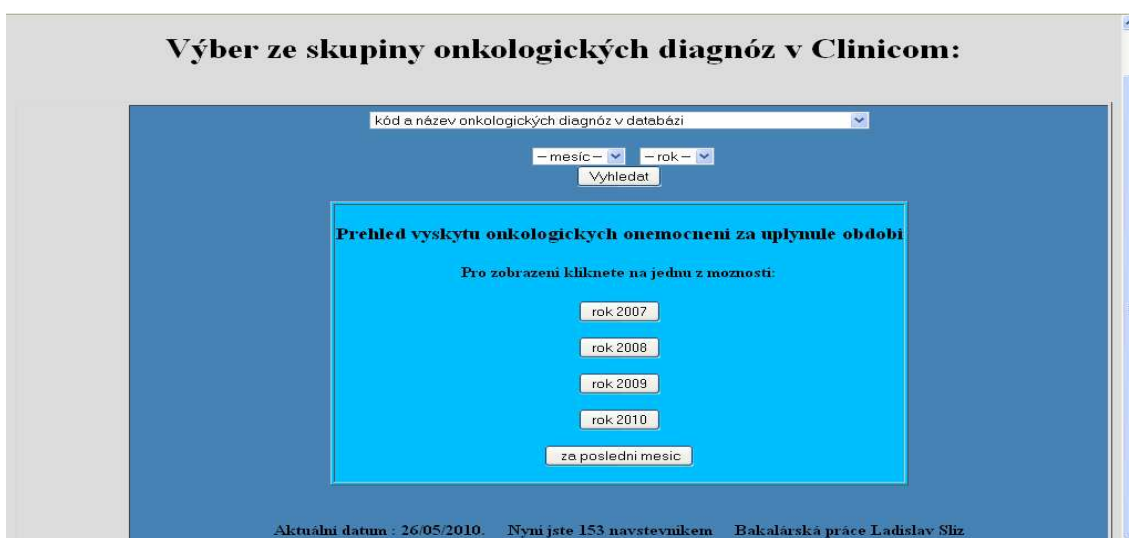 Výber ze skupiny onkologických diagnóz v Clinicom:
kód a název onkologických diagnóz v databázi
– mesíc – – rok –
Vyhledat
Prehled vyskytu onkologickych onemocneni za uplynule obdobi
Pro zobrazeni kliknete na jednu z moznosti:
rok 2007
rok 2008
rok 2009
rok 2010
za posledni mesic
Aktuální datum : 26/05/2010. Nyni jste 153 navstevnikem Bakalárská práce Ladislav Sliz